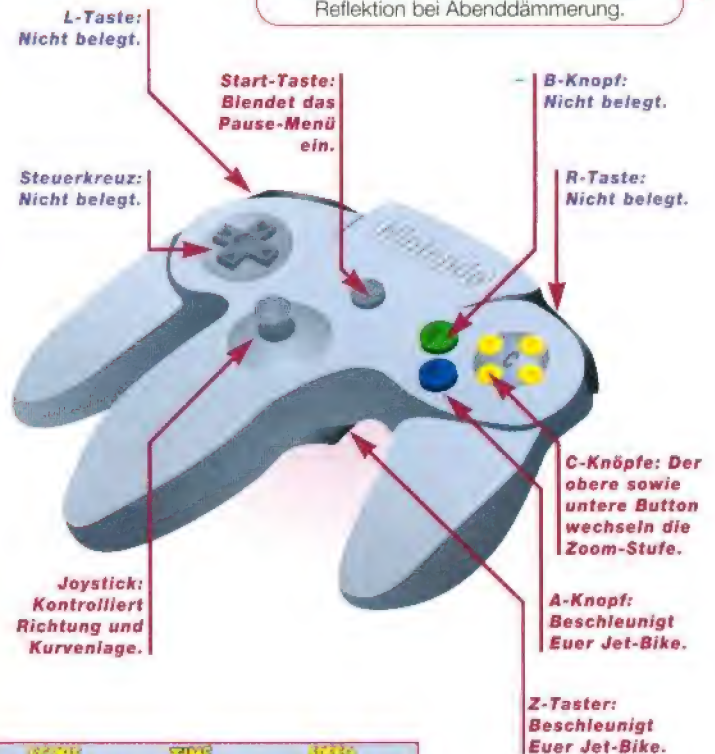 Reflektion bei Abenddämmerung.
L-Taste:
Nicht belegt.
Start-Taste:
Blendet das
Pause-Menü
ein.
B-Knopf:
Nicht belegt.
Steuerkreuz:
Nicht belegt.
R-Taste:
Nicht belegt.
Nintendo
C
C-Knöpfe: Der
obere sowie
untere Button
wechseln die
Zoom-Stufe.
Joystick:
Kontrolliert
Richtung und
Kurvenlage.
A-Knopf:
Beschleunigt
Euer Jet-Bike.
Z-Taster:
Beschleunigt
Euer Jet-Bike.
TIME